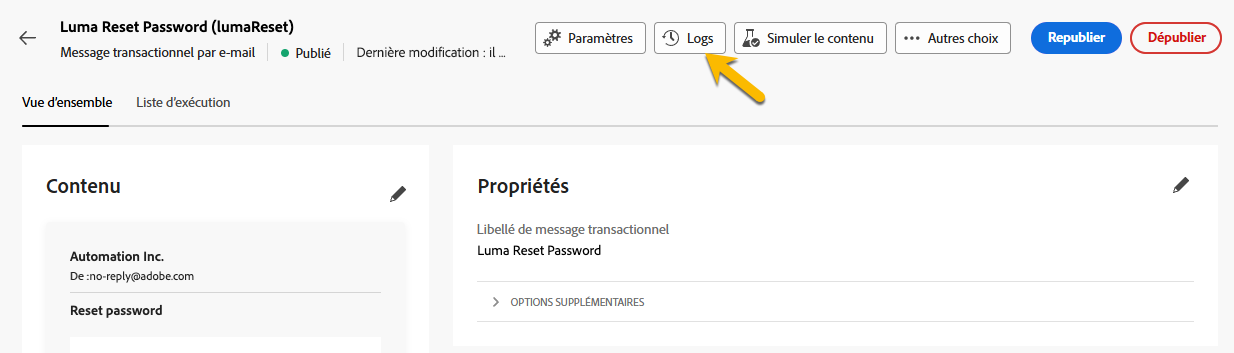 Luma Reset Password (lumaReset)
Message transactionnel par e-mail
Publié
Dernière modification : il ...
Paramètres
Logs
Simuler le contenu
Autres choix
Republier
Dépublier
Vue d’ensemble
Liste d’exécution
Contenu
Automation Inc.
De :no-reply@adobe.com
Reset password
Propriétés
Libellé de message transactionnel
Luma Reset Password
OPTIONS SUPPLÉMENTAIRES